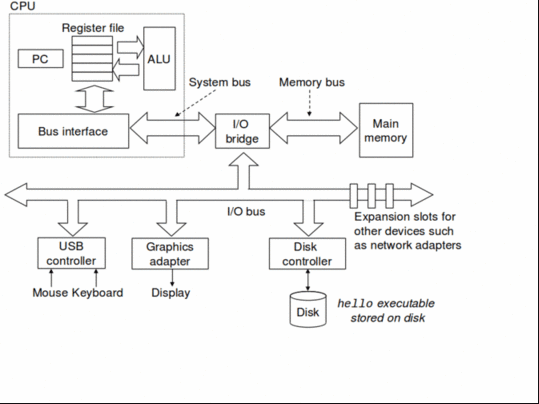 CPU
Register file
PC
ALU
System bus
Memory bus
Bus interface
I/O
bridge
Main
memory
I/O bus
Expansion slots for
other devices such
as network adapters
USB
controller
Graphics
adapter
Disk
controller
Mouse Keyboard
Display
Disk
hello executable
stored on disk